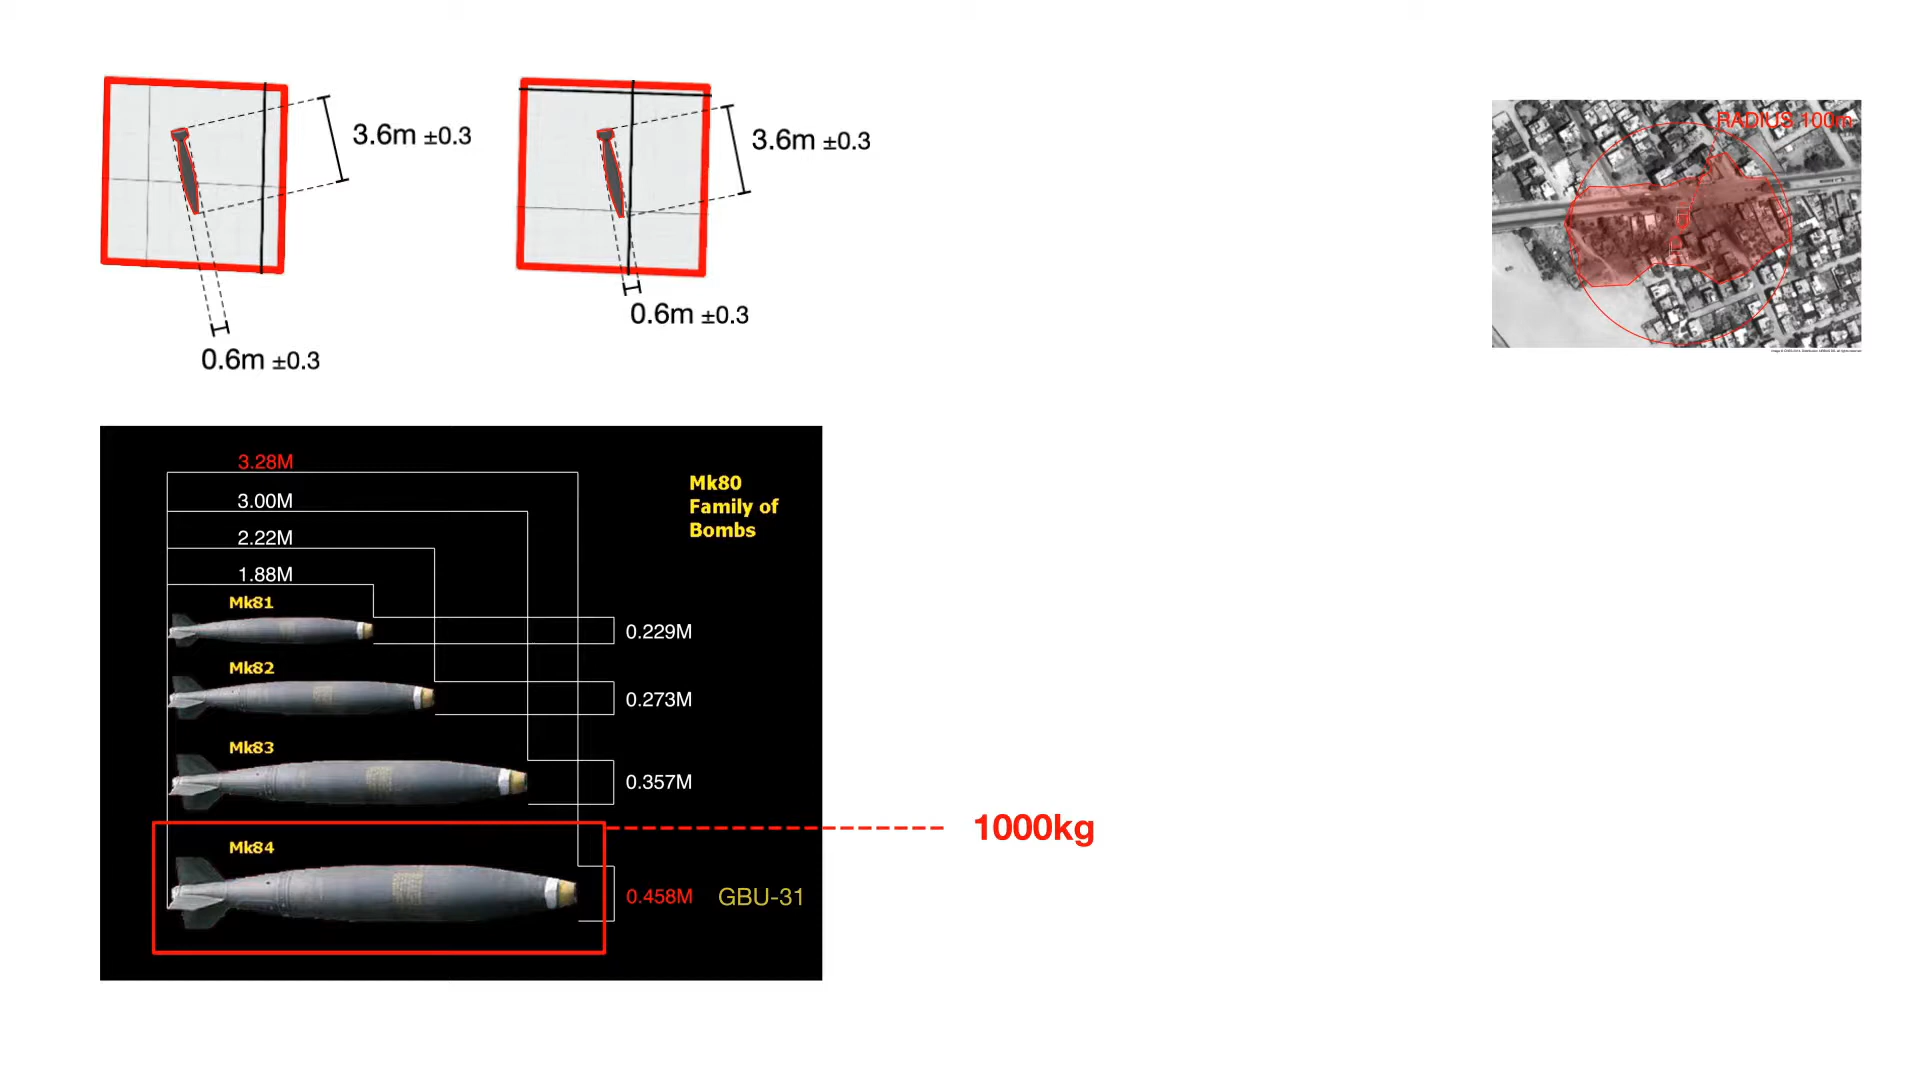 3.6m ±0.3
0.6m ±0.3
3.6m ±0.3
0.6m ±0.3
RADIUS 100m
3.28M
3.00M
2.22M
1.88M
Mk80
Family of
Bombs
Mk81
0.229M
Mk82
0.273M
Mk83
0.357M
Mk84
0.458M
GBU-31
1000kg